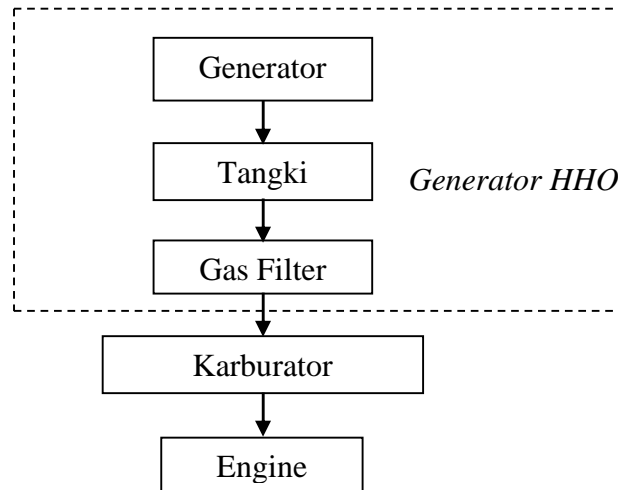 Generator
Tangki
Generator HHO
Gas Filter
Karburator
Engine